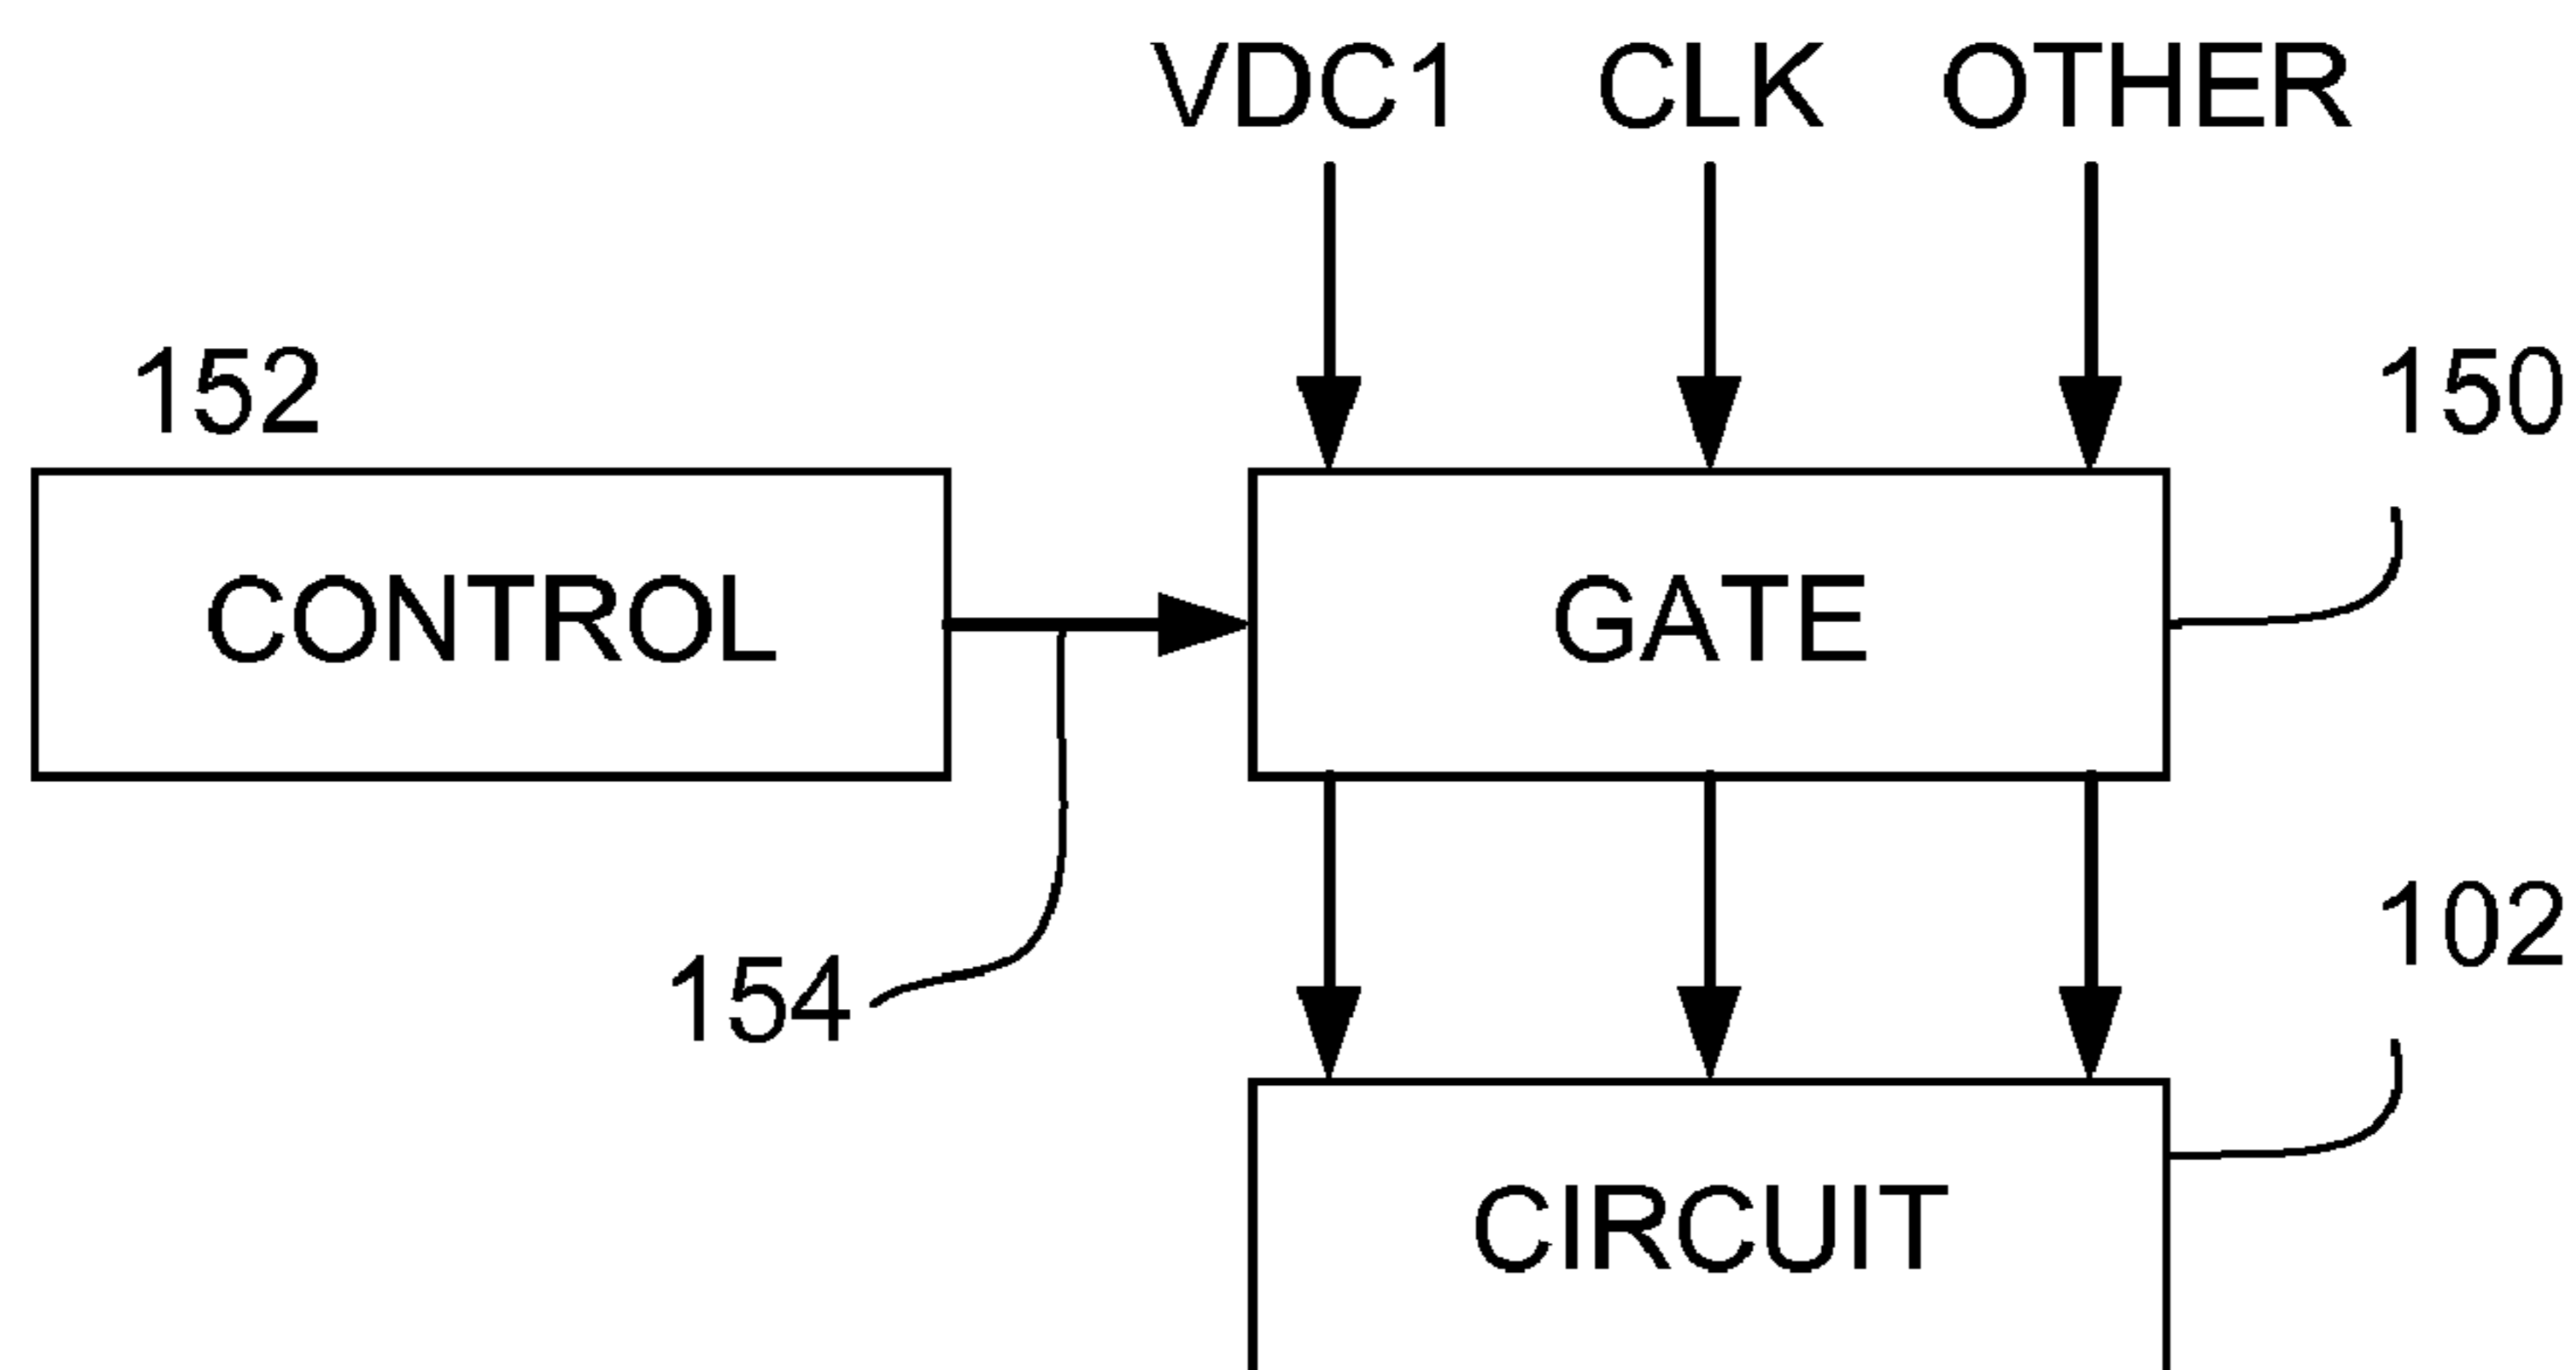 VDC1 CLK OTHER
152
150
CONTROL
GATE
102
154
CIRCUIT